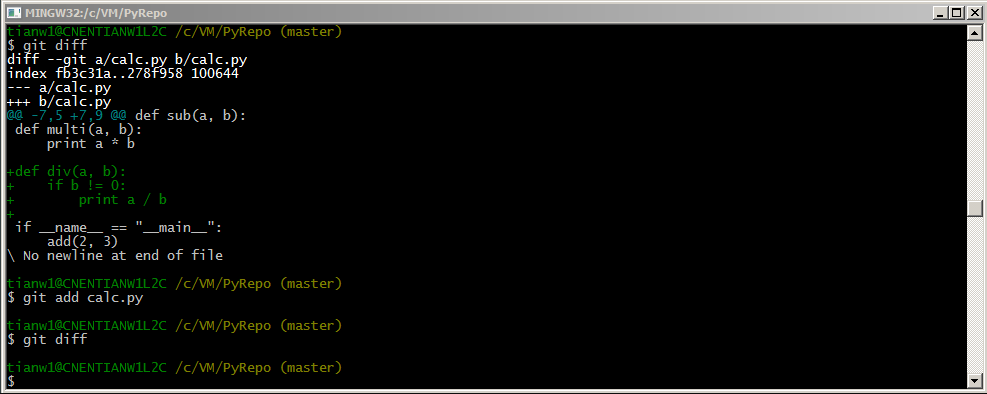 MINGW32:/c/VM/PyRepo
tianw1@CNENTIANW1L2C /c/VM/PyRepo (master)
$ git diff
diff --git a/calc.py b/calc.py
index fb3c31a..278f958 100644
--- a/calc.py
+++ b/calc.py
@@ -7,5 +7,9 @@ def sub(a, b):
 def multi(a, b):
     print a * b

+def div(a, b):
+    if b != 0:
+        print a / b
+
 if __name__ == "__main__":
     add(2, 3)
\ No newline at end of file

tianw1@CNENTIANW1L2C /c/VM/PyRepo (master)
$ git add calc.py

tianw1@CNENTIANW1L2C /c/VM/PyRepo (master)
$ git diff

tianw1@CNENTIANW1L2C /c/VM/PyRepo (master)
$